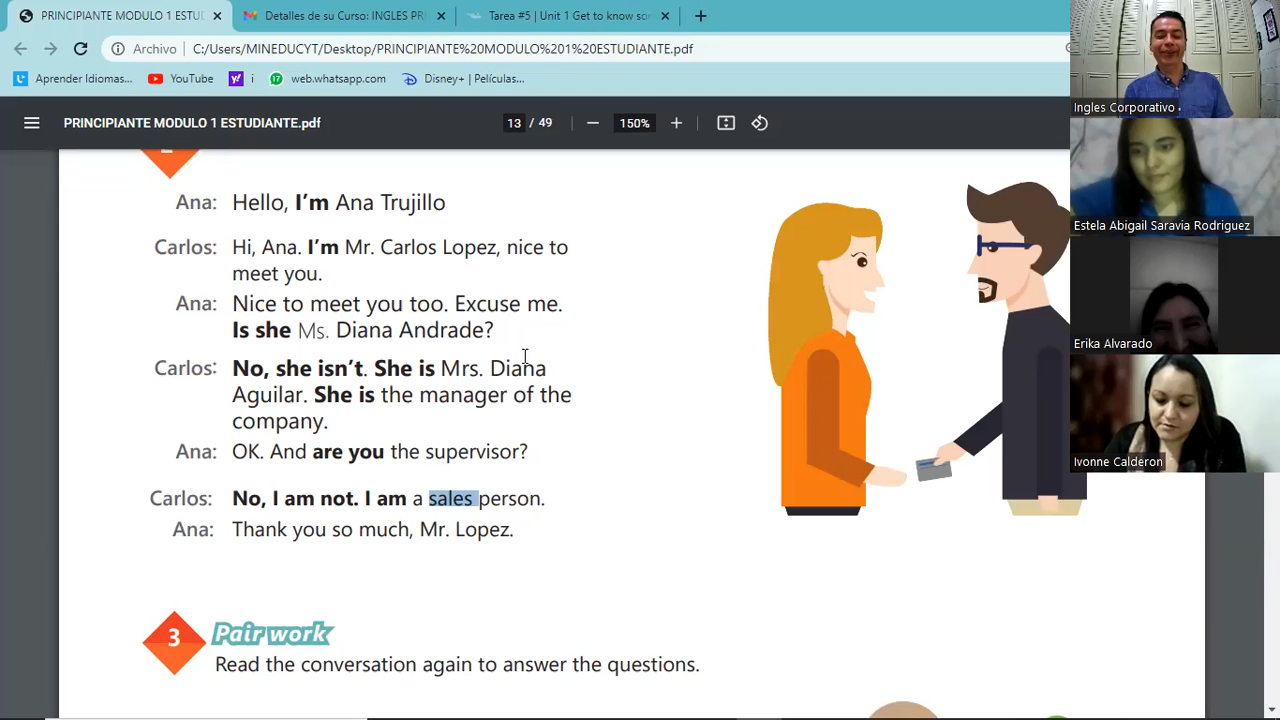 PRINCIPIANTE MODULO 1 ESTUD
Detalles de su Curso: INGLES PRI
Tarea #5 | Unit 1 Get to know so
Archivo
C:/Users/MINEDUCYT/Desktop/PRINCIPIANTE%20MODULO%201%20ESTUDIANTE.pdf
Aprender Idiomas...
YouTube
i
web.whatsapp.com
Disney+ | Películas,...
PRINCIPIANTE MODULO 1 ESTUDIANTE.pdf
13 / 49
150%
Ana: Hello, I'm Ana Trujillo
Carlos: Hi, Ana. I'm Mr. Carlos Lopez, nice to
meet you.
Ana: Nice to meet you too. Excuse me.
Is she Ms. Diana Andrade?
Carlos: No, she isn't. She is Mrs. Diana
Aguilar. She is the manager of the
company.
Ana: OK. And are you the supervisor?
Carlos: No, I am not. I am a sales person.
Ana: Thank you so much, Mr. Lopez.
3 Pair work
Read the conversation again to answer the questions.
Ingles Corporativo
Estela Abigail Saravia Rodriguez
Erika Alvarado
Ivonne Calderon